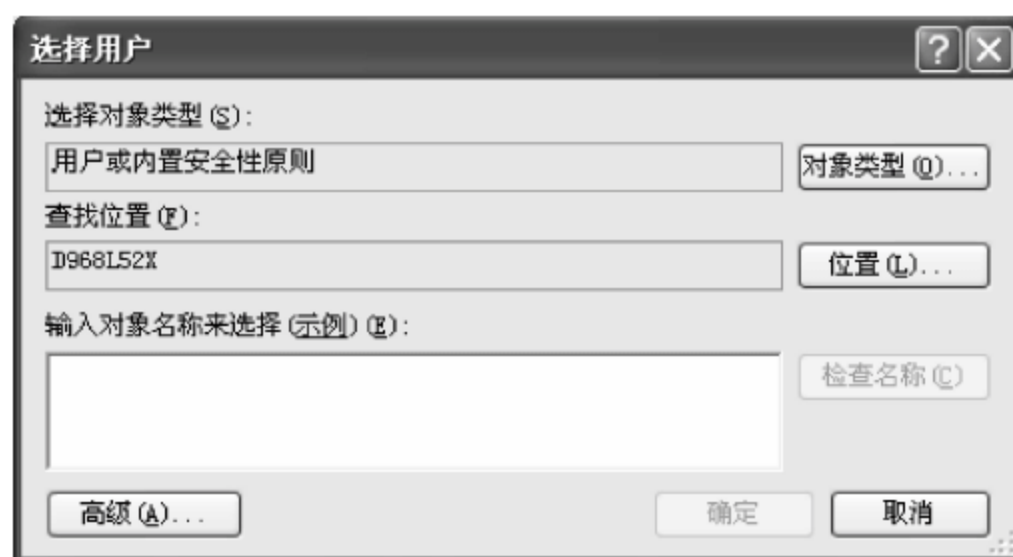 选择用户
选择对象类型(S):
用户或内置安全性原则
对象类型(O)...
查找位置(F):
D968L52X
位置(L)...
输入对象名称来选择(示例)(E):
检查名称(C)
高级(A)...
确定
取消